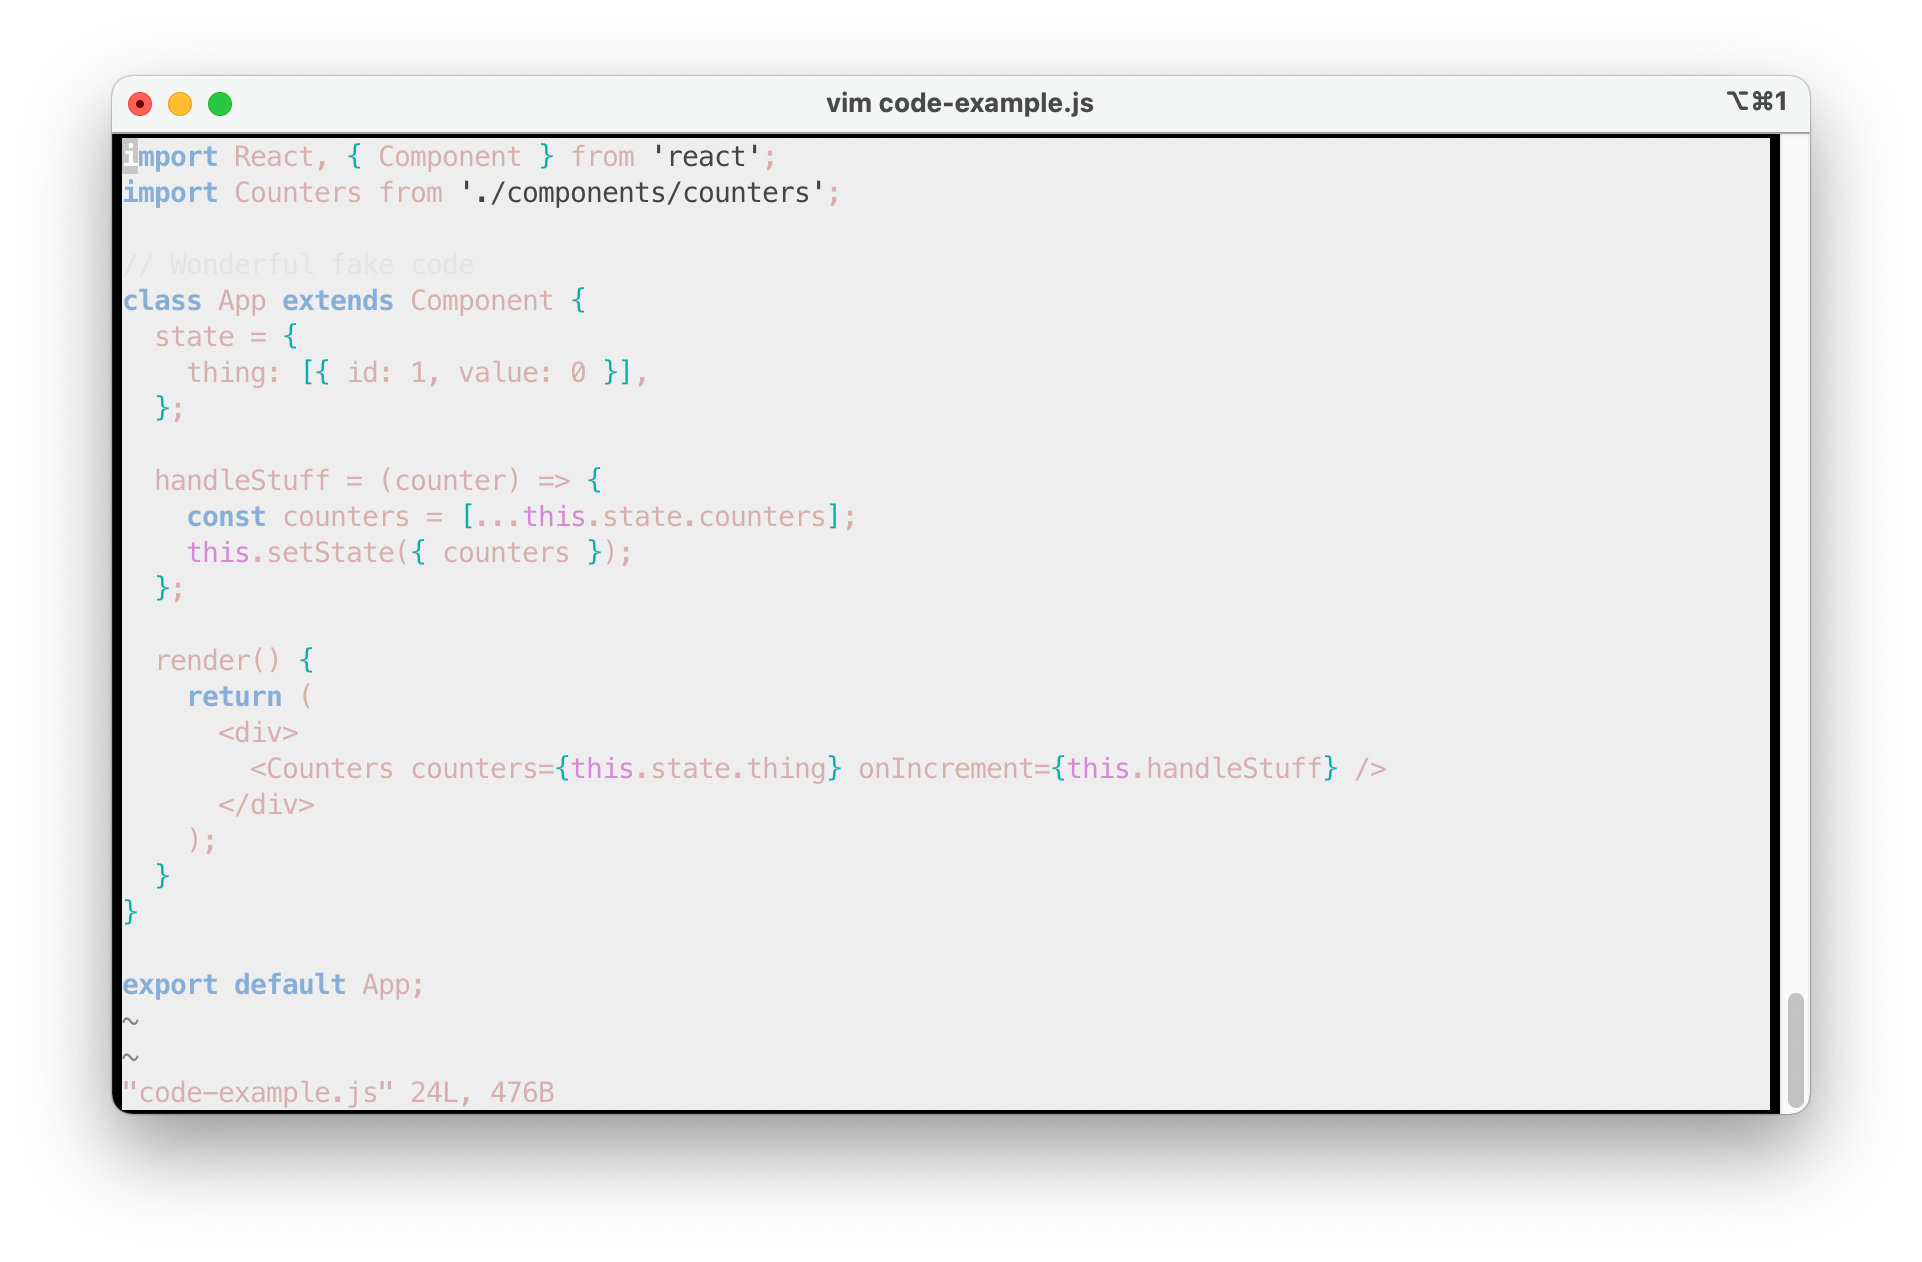 vim code-example.js
⌥⌘1
import React, { Component } from 'react';
import Counters from './components/counters';

// Wonderful fake code
class App extends Component {
  state = {
    thing: [{ id: 1, value: 0 }],
  };

  handleStuff = (counter) => {
    const counters = [...this.state.counters];
    this.setState({ counters });
  };

  render() {
    return (
      <div>
        <Counters counters={this.state.thing} onIncrement={this.handleStuff} />
      </div>
    );
  }
}

export default App;
~
~
"code-example.js" 24L, 476B